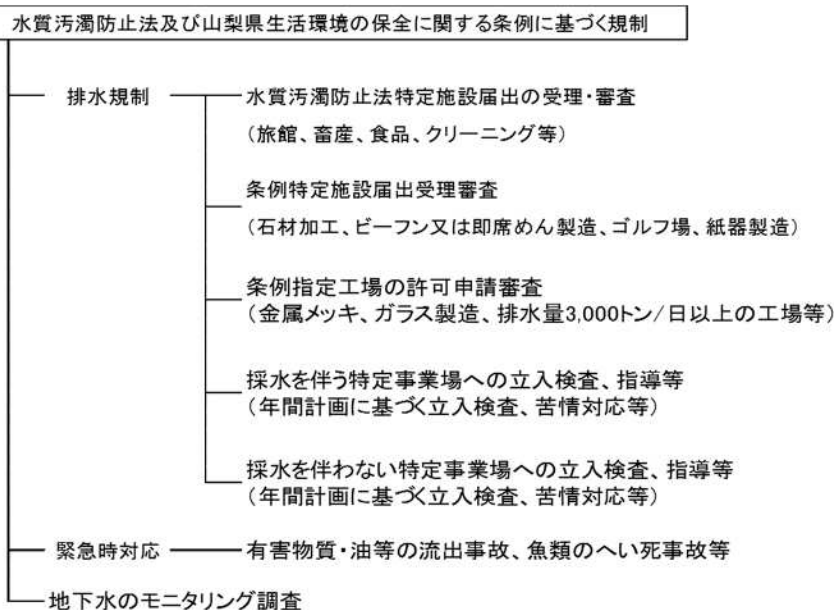 水質汚濁防止法及び山梨県生活環境の保全に関する条例に基づく規制
排水規制
水質汚濁防止法特定施設届出の受理・審査
(旅館、畜産、食品、クリーニング等)
条例特定施設届出受理審査
(石材加工、ビーフン又は即席めん製造、ゴルフ場、紙器製造)
条例指定工場の許可申請審査
(金属メッキ、ガラス製造、排水量3,000トン/日以上の工場等)
採水を伴う特定事業場への立入検査、指導等
(年間計画に基づく立入検査、苦情対応等)
採水を伴わない特定事業場への立入検査、指導等
(年間計画に基づく立入検査、苦情対応等)
緊急時対応
有害物質・油等の流出事故、魚類のへい死事故等
地下水のモニタリング調査